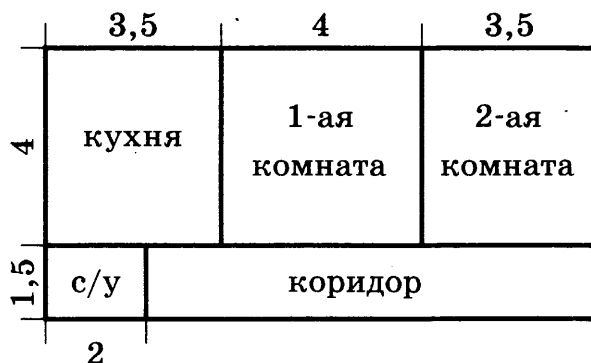 3,5 4 3,5
4
кухня
1-ая
комната
2-ая
комната
1,5
с/у
коридор
2